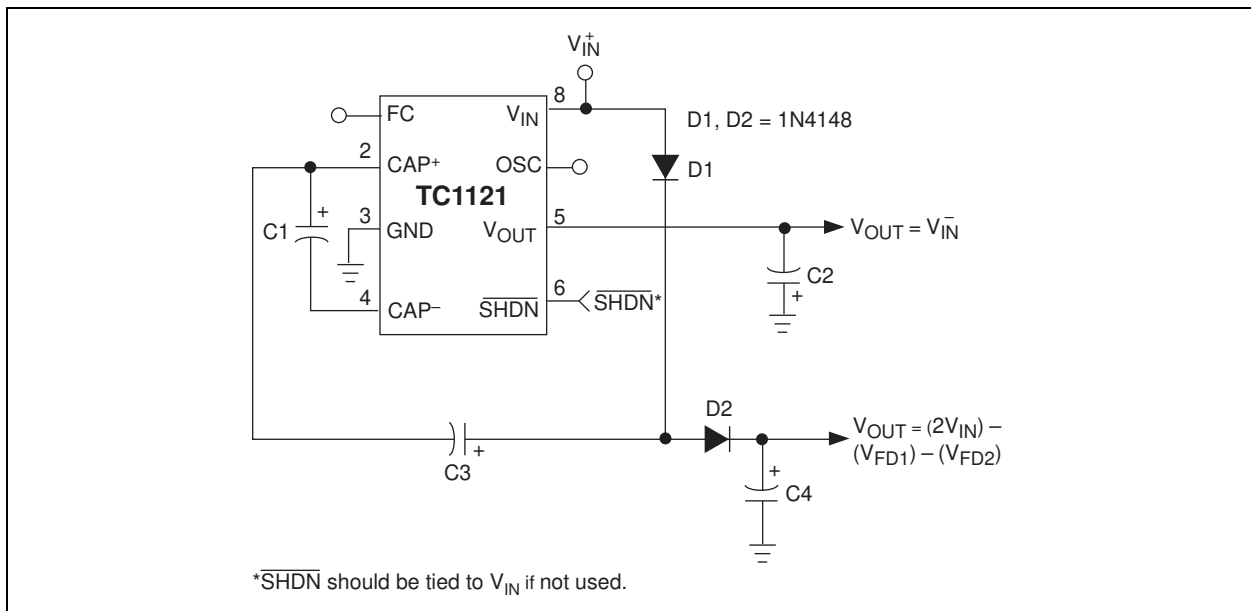 V+IN
8
FC
VIN
D1, D2 = 1N4148
2
CAP+
OSC
D1
TC1121
+
C1
3
GND
5
VOUT
VOUT = V–IN
C2
+
6
4
CAP–
SHDN
SHDN*
D2
VOUT = (2VIN) –
(VFD1) – (VFD2)
+
C3
+
C4
*SHDN should be tied to VIN if not used.